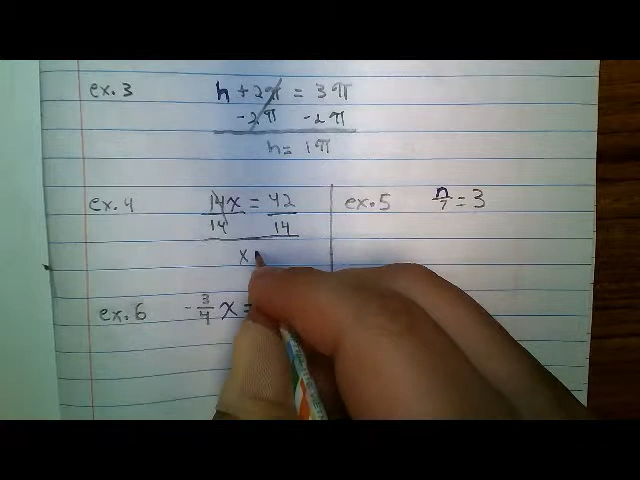 ex.3 h + 2π = 3π
-2π -2π
h = 1π
ex.4 14x = 42
14 14
x
ex.5 n/7 = 3
ex.6 -3/4 x =